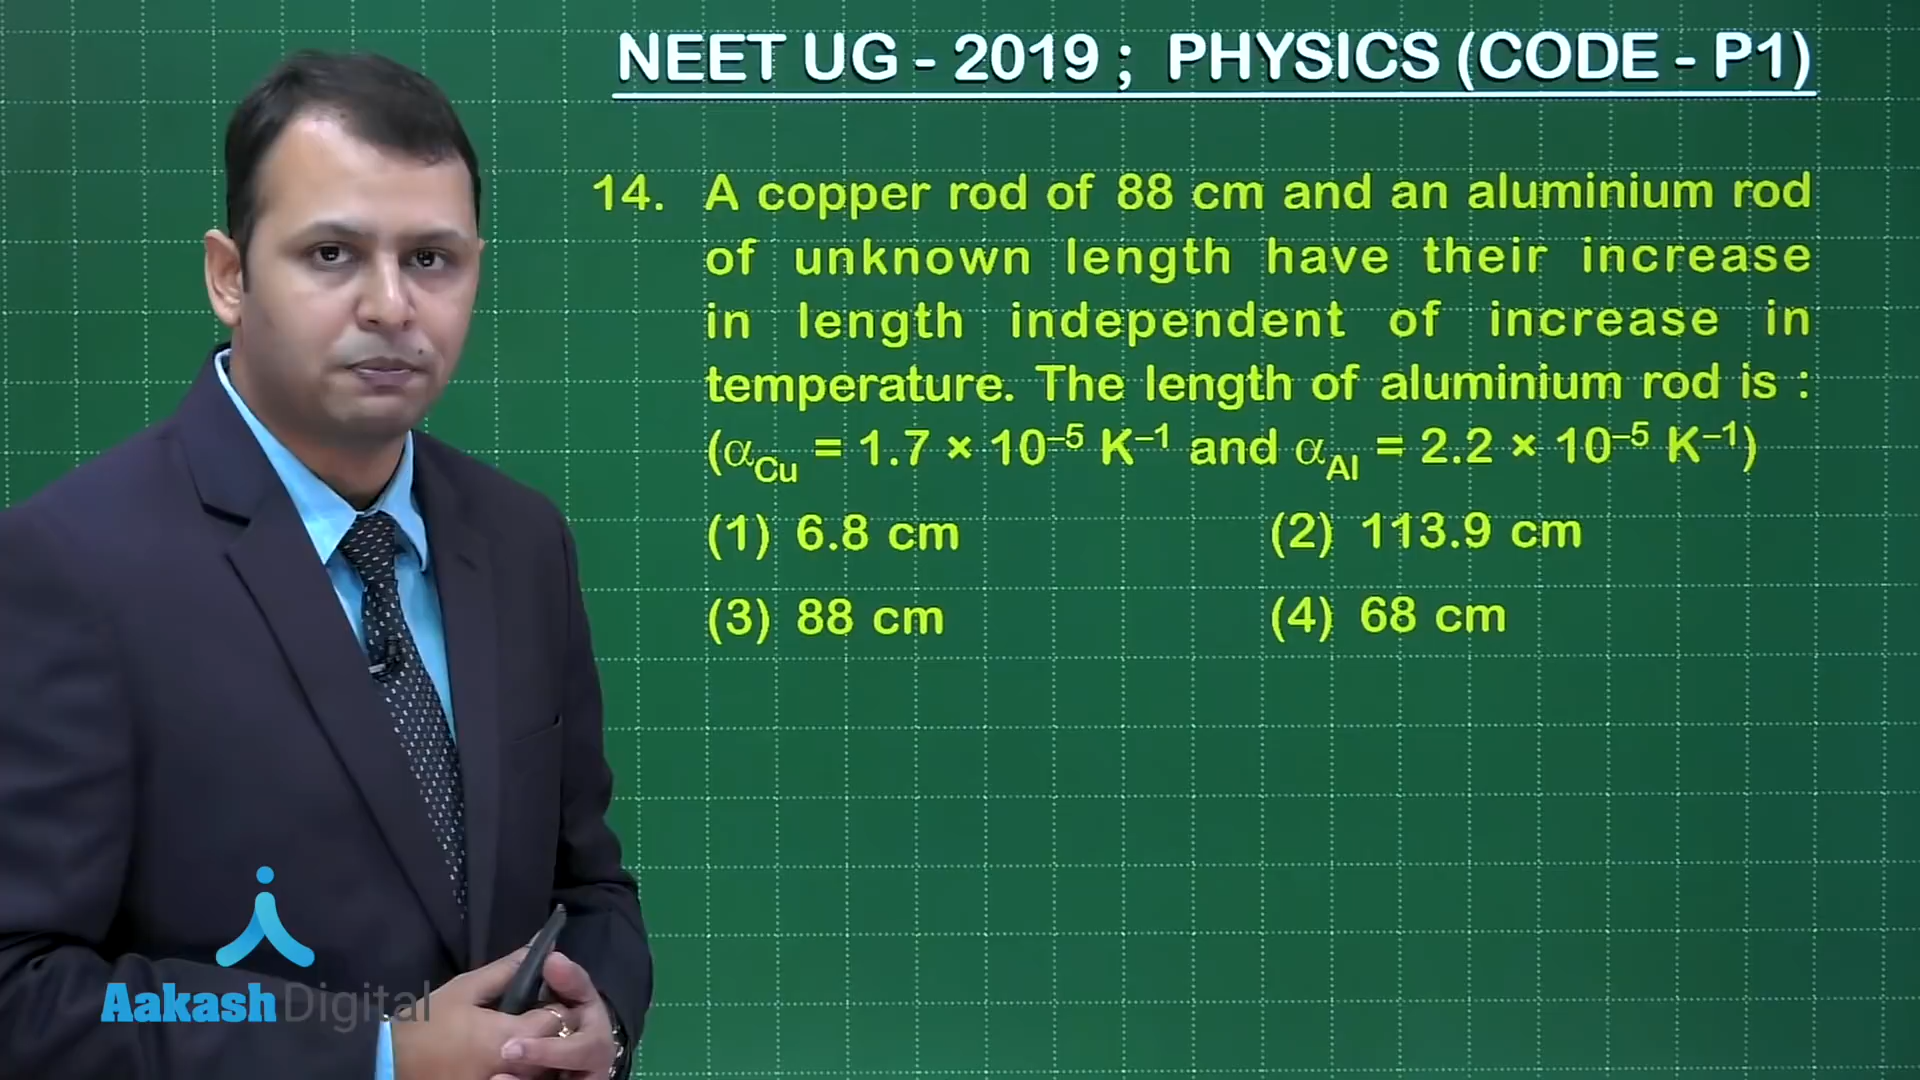 NEET UG - 2019 ; PHYSICS (CODE - P1)
14. A copper rod of 88 cm and an aluminium rod
of unknown length have their increase
in length independent of increase in
temperature. The length of aluminium rod is :
(α_Cu = 1.7 × 10⁻⁵ K⁻¹ and α_Al = 2.2 × 10⁻⁵ K⁻¹)
(1) 6.8 cm (2) 113.9 cm
(3) 88 cm (4) 68 cm
Aakash Digital